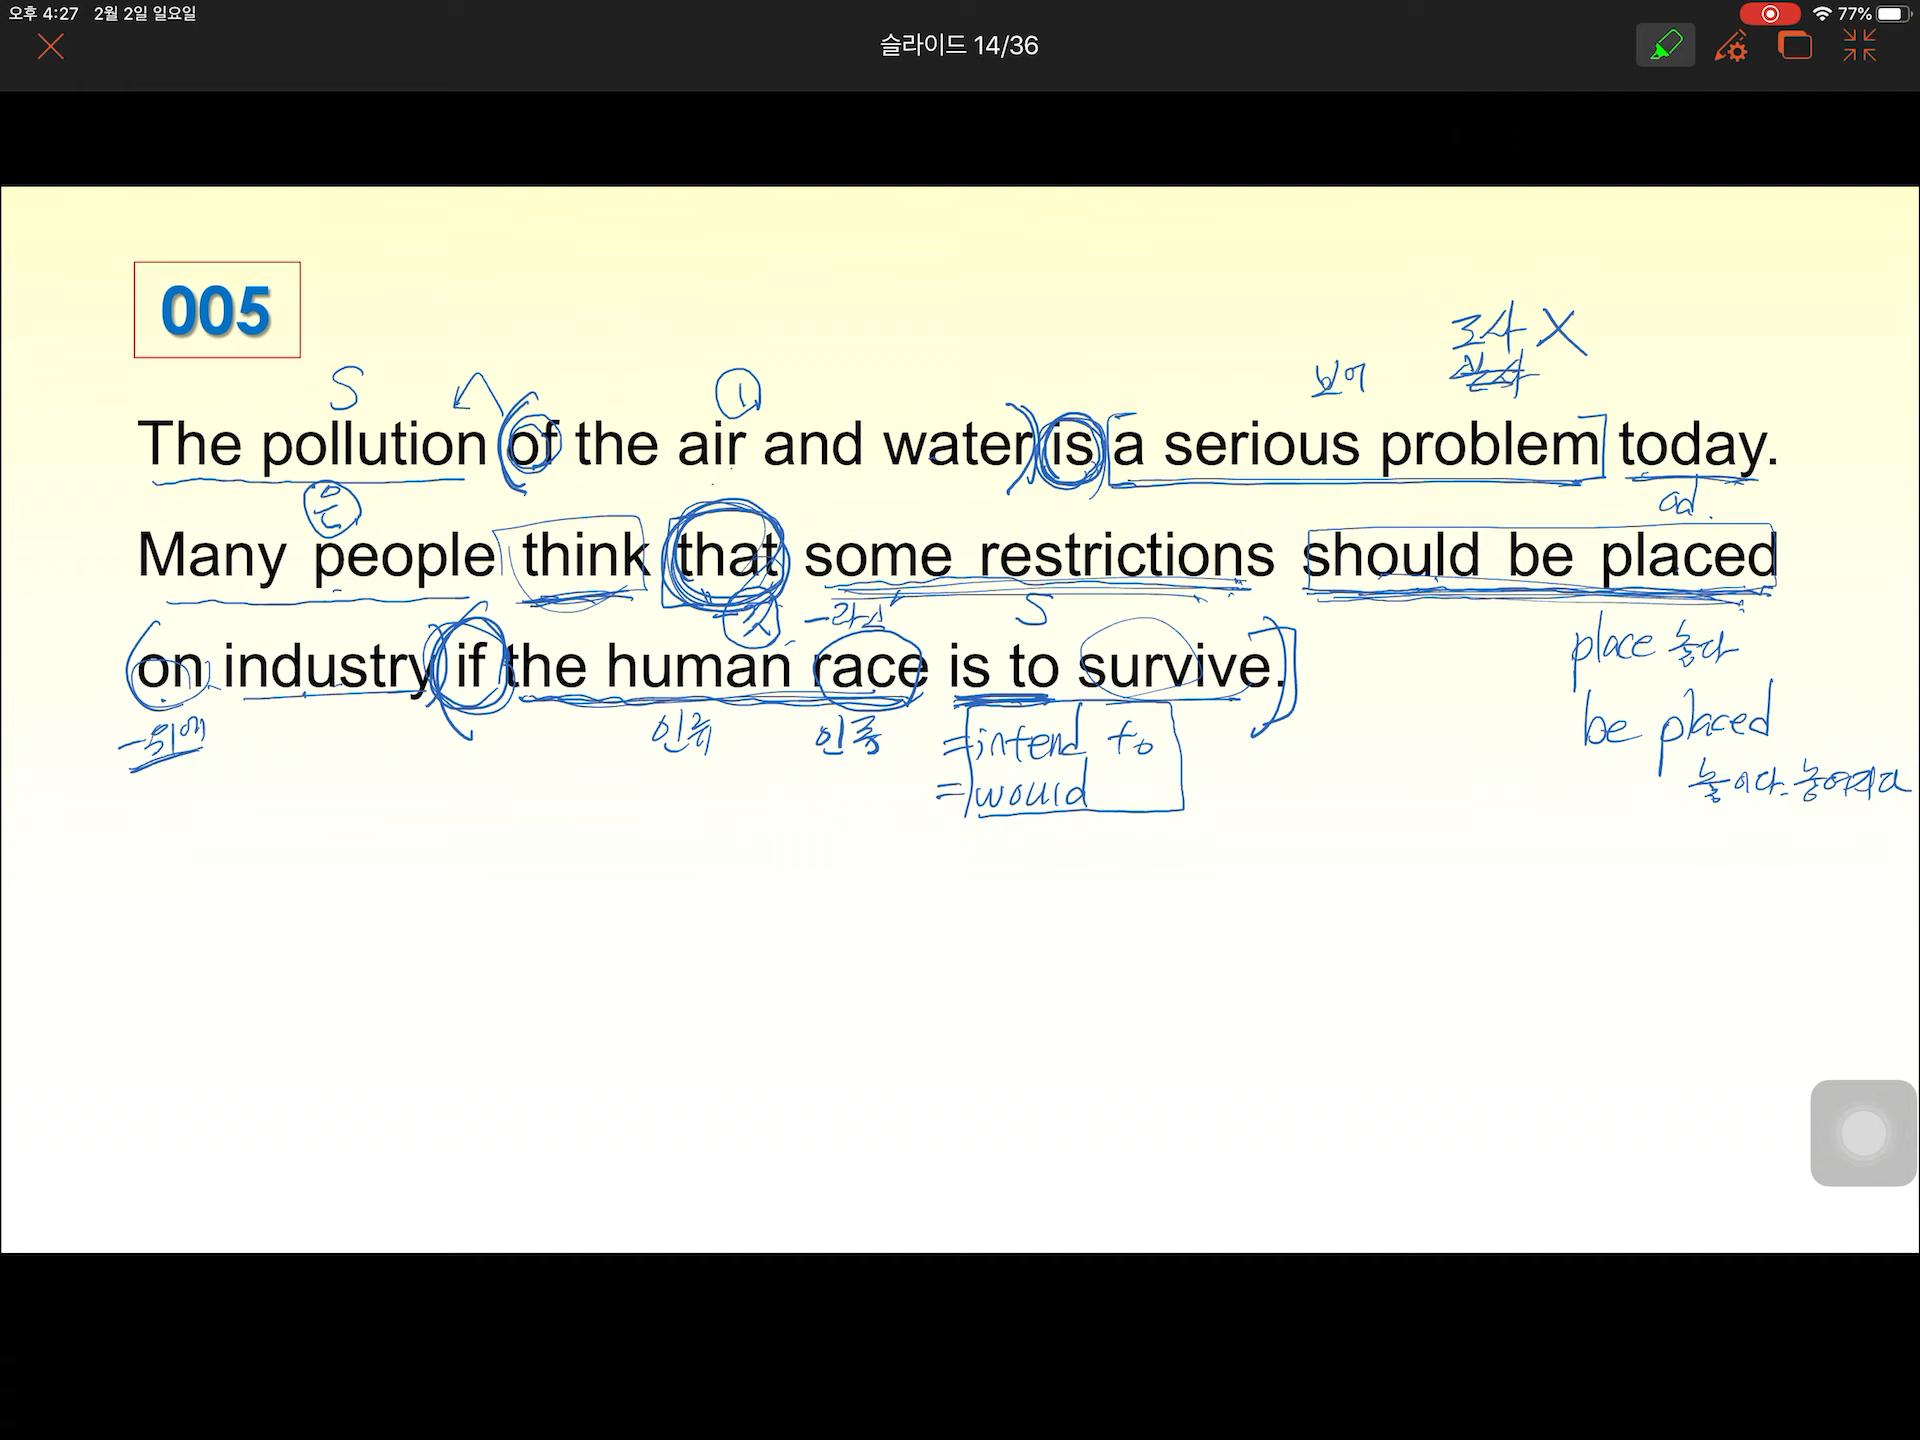 오후 4:27 2월 2일 일요일 77%
슬라이드 14/36
005
조사 X
S ① 보어
The pollution of the air and water is a serious problem today.
은 ad.
Many people think that some restrictions should be placed
것 S
on industry if the human race is to survive.
place 놓다
-위에 인류 인종 = intend to be placed
= would 놓이다. 놓여지다